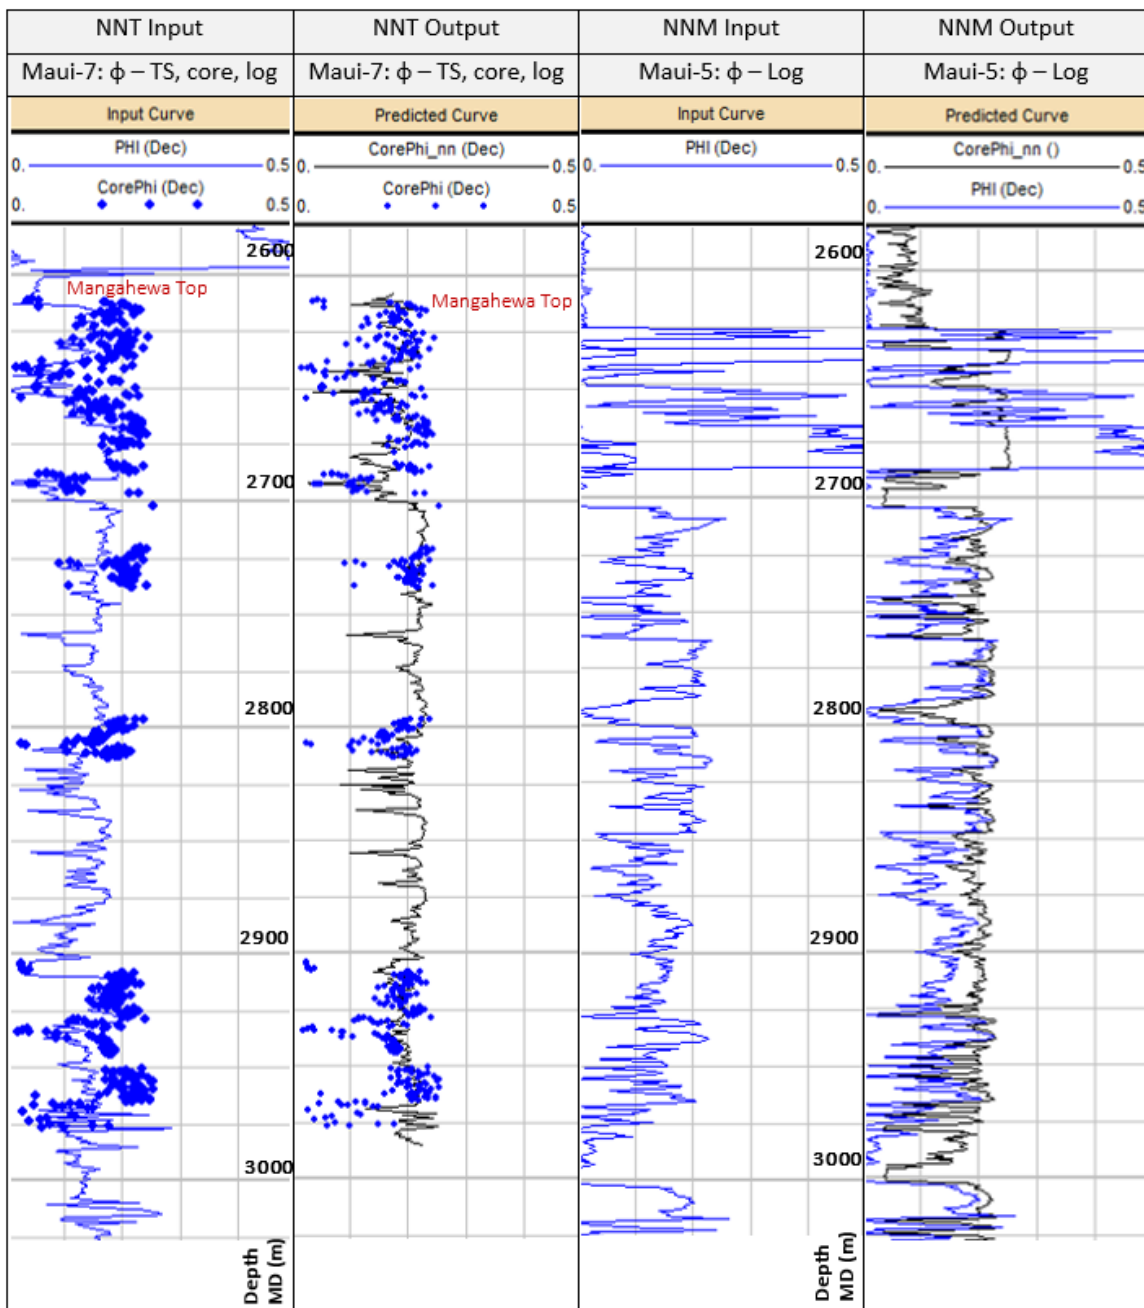 NNT Input
NNT Output
NNM Input
NNM Output
Maui-7: ϕ – TS, core, log
Maui-7: ϕ – TS, core, log
Maui-5: ϕ – Log
Maui-5: ϕ – Log
Input Curve
Predicted Curve
Input Curve
Predicted Curve
PHI (Dec)
0. 0.5
CorePhi (Dec)
0. 0.5
CorePhi_nn (Dec)
0. 0.5
CorePhi (Dec)
0. 0.5
PHI (Dec)
0. 0.5
CorePhi_nn ()
0. 0.5
PHI (Dec)
0. 0.5
2600
2600
Mangahewa Top
Mangahewa Top
2700
2700
2800
2800
2900
2900
3000
3000
Depth
MD (m)
Depth
MD (m)